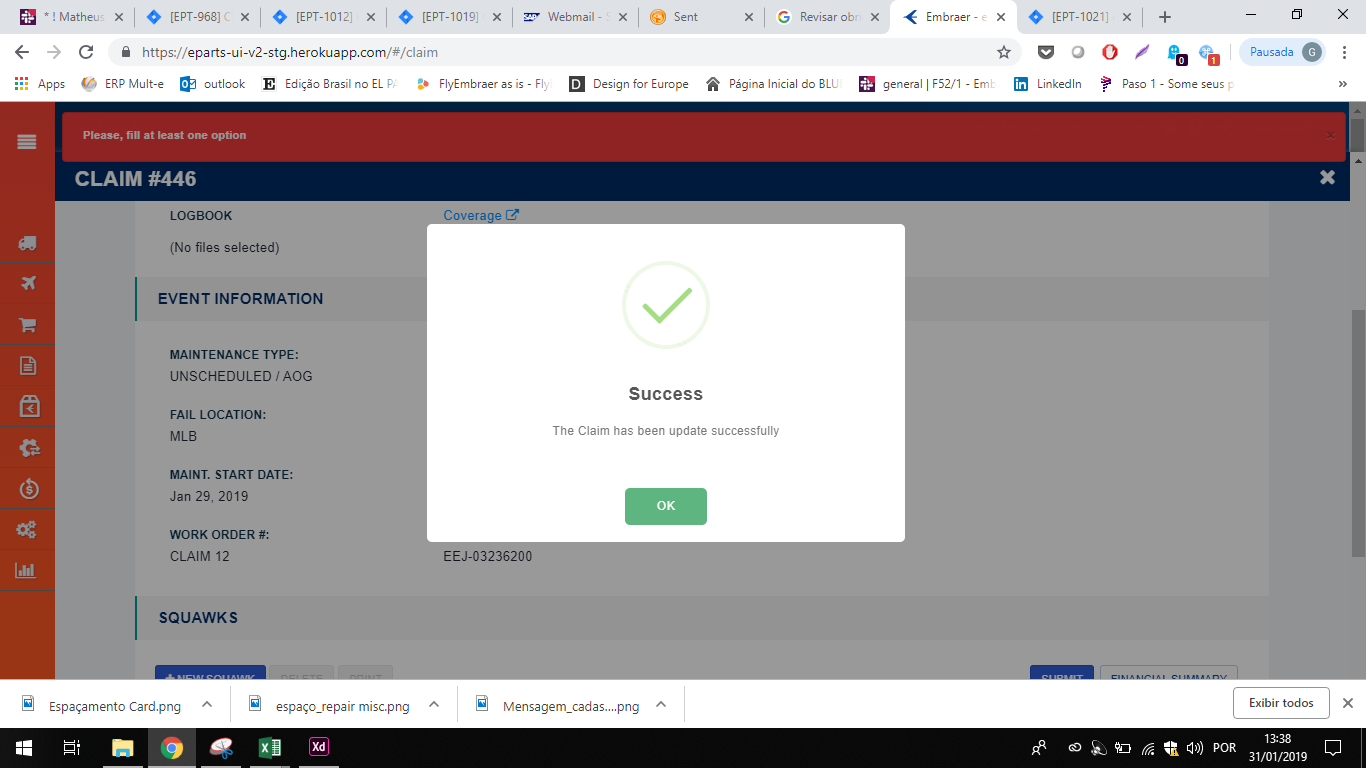 * ! Matheus
[EPT-968] C
[EPT-1012]
[EPT-1019]
Webmail - S
Sent
Revisar obr
Embraer - e
[EPT-1021]
https://eparts-ui-v2-stg.herokuapp.com/#/claim
0
1
Pausada
G
Apps
ERP Mult-e
outlook
Edição Brasil no EL PA
FlyEmbraer as is - Fly
Design for Europe
Página Inicial do BLU
general | F52/1 - Emb
LinkedIn
Paso 1 - Some seus p
Please, fill at least one option
CLAIM #446
LOGBOOK
Coverage
(No files selected)
EVENT INFORMATION
MAINTENANCE TYPE:
UNSCHEDULED / AOG
FAIL LOCATION:
MLB
MAINT. START DATE:
Jan 29, 2019
WORK ORDER #:
CLAIM 12
EEJ-03236200
Success
The Claim has been update successfully
OK
SQUAWKS
+ NEW SQUAWK
DELETE
PRINT
SUBMIT
FINANCIAL SUMMARY
Espaçamento Card.png
espaço_repair misc.png
Mensagem_cadas....png
Exibir todos
Xd
POR
13:38
31/01/2019